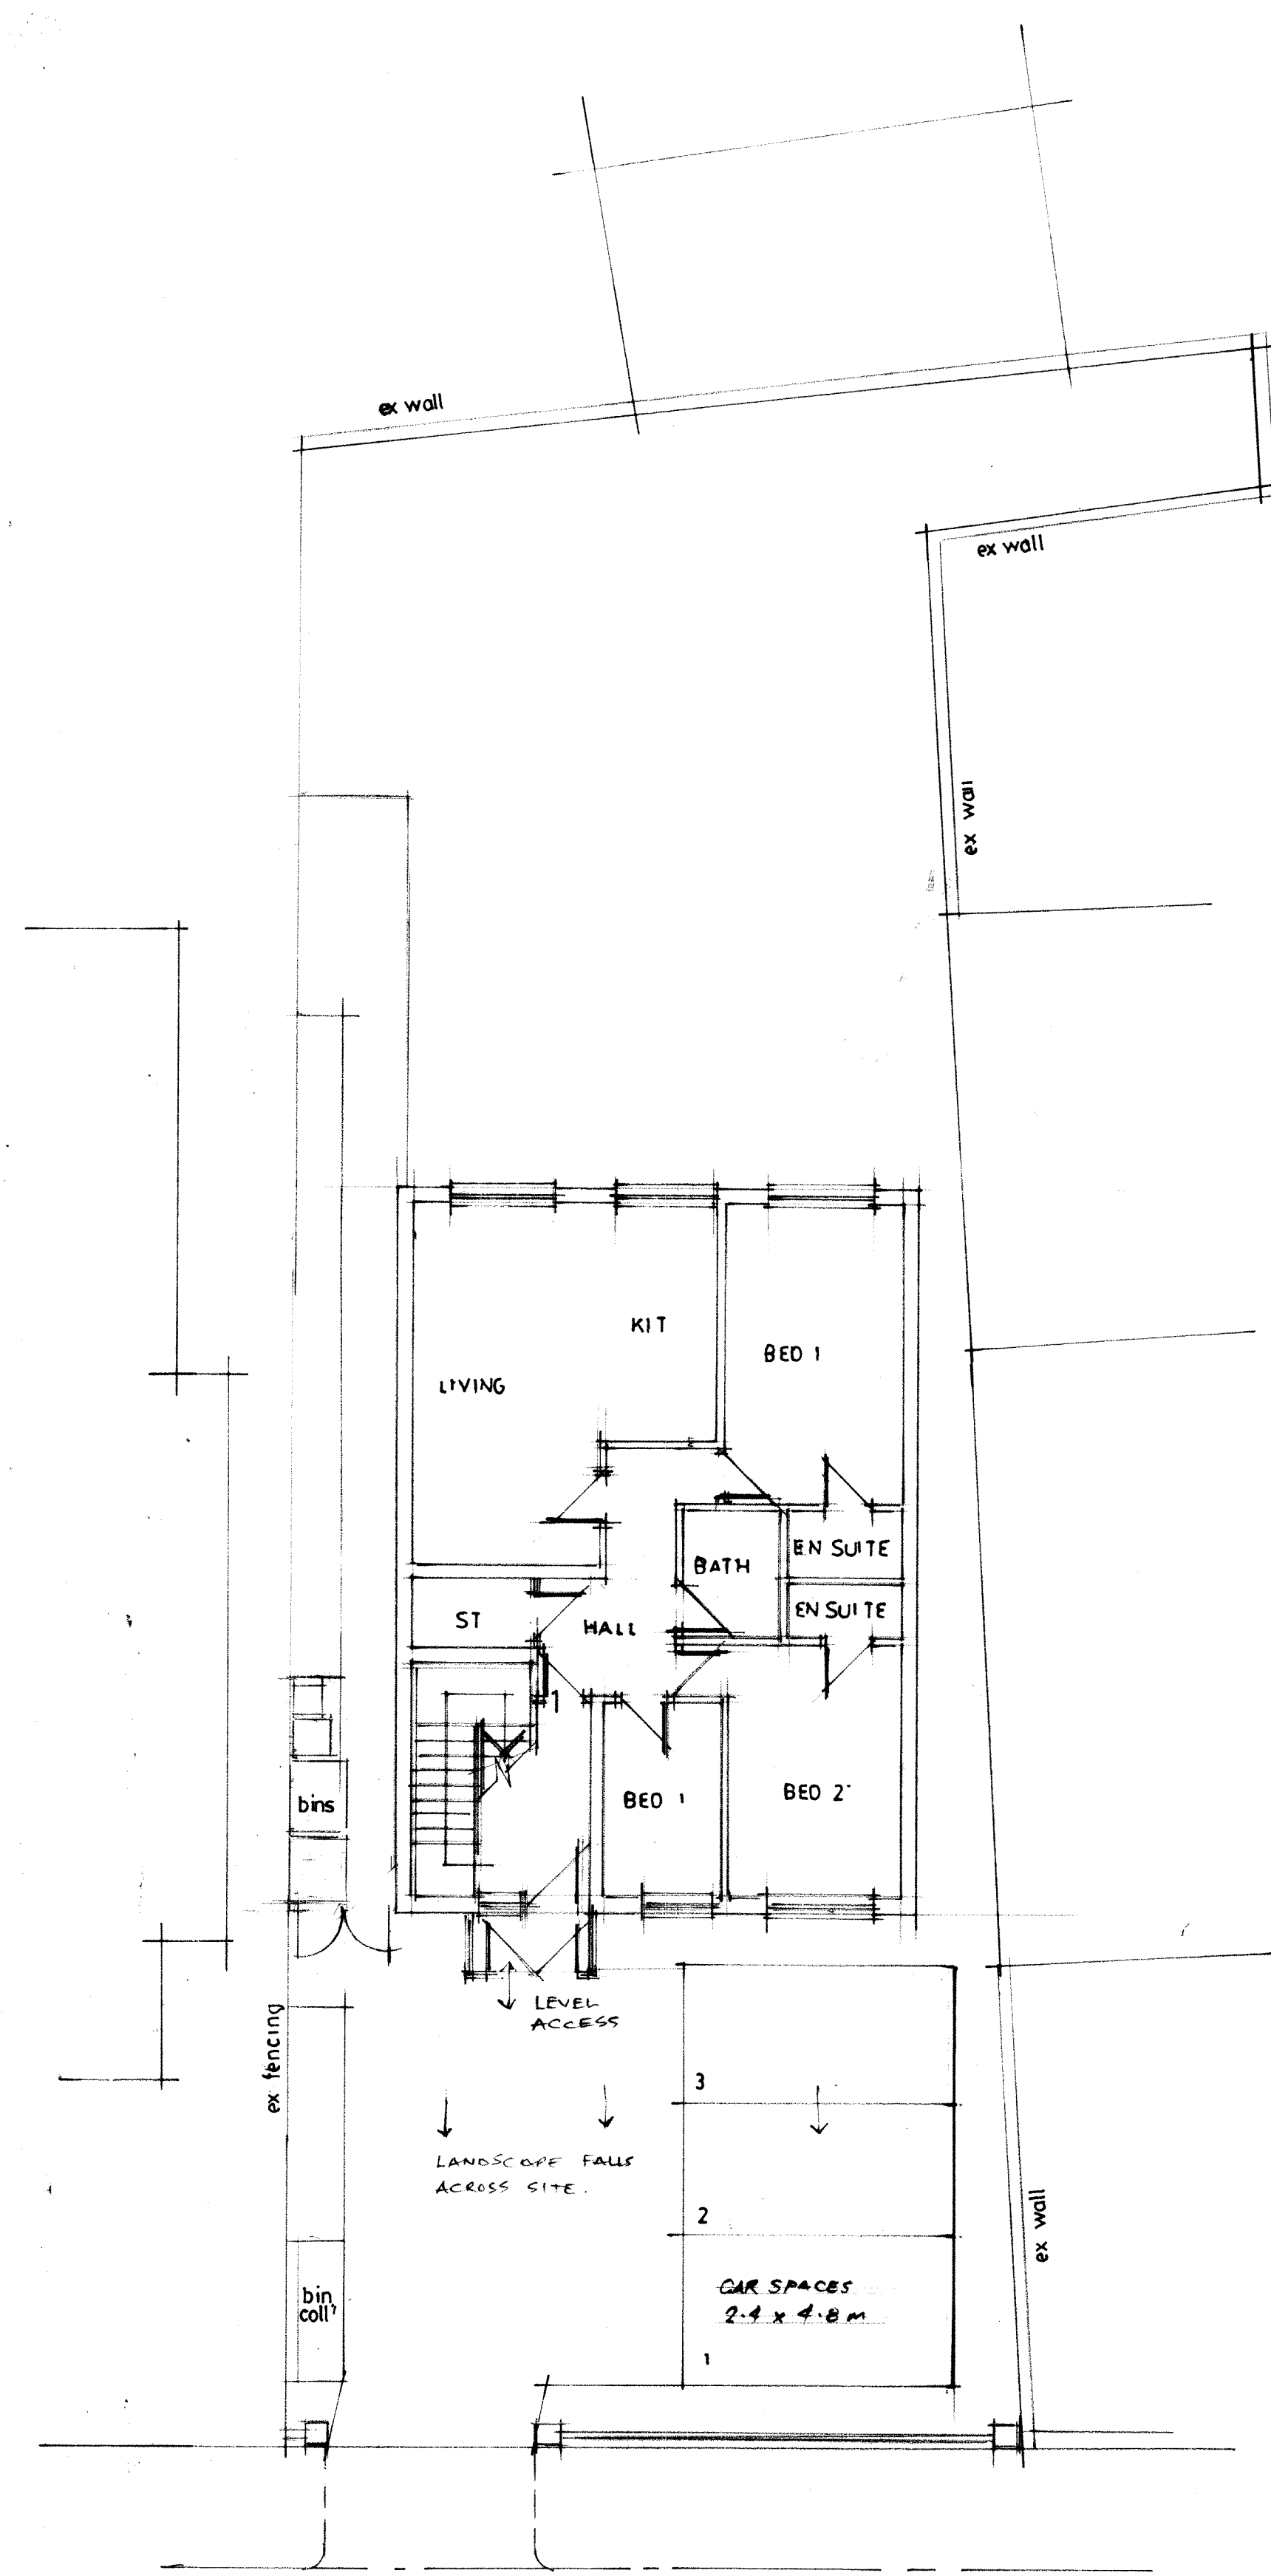 ex wall
ex wall
ex wall
KIT
BED 1
LIVING
EN SUITE
BATH
EN SUITE
ST
HALL
1
BED 1
BED 2
bins
LEVEL
ACCESS
ex fencing
3
LANDSCAPE FALLS
ACROSS SITE.
2
ex wall
CAR SPACES
2.4 x 4.8 m
bin
coll'
1